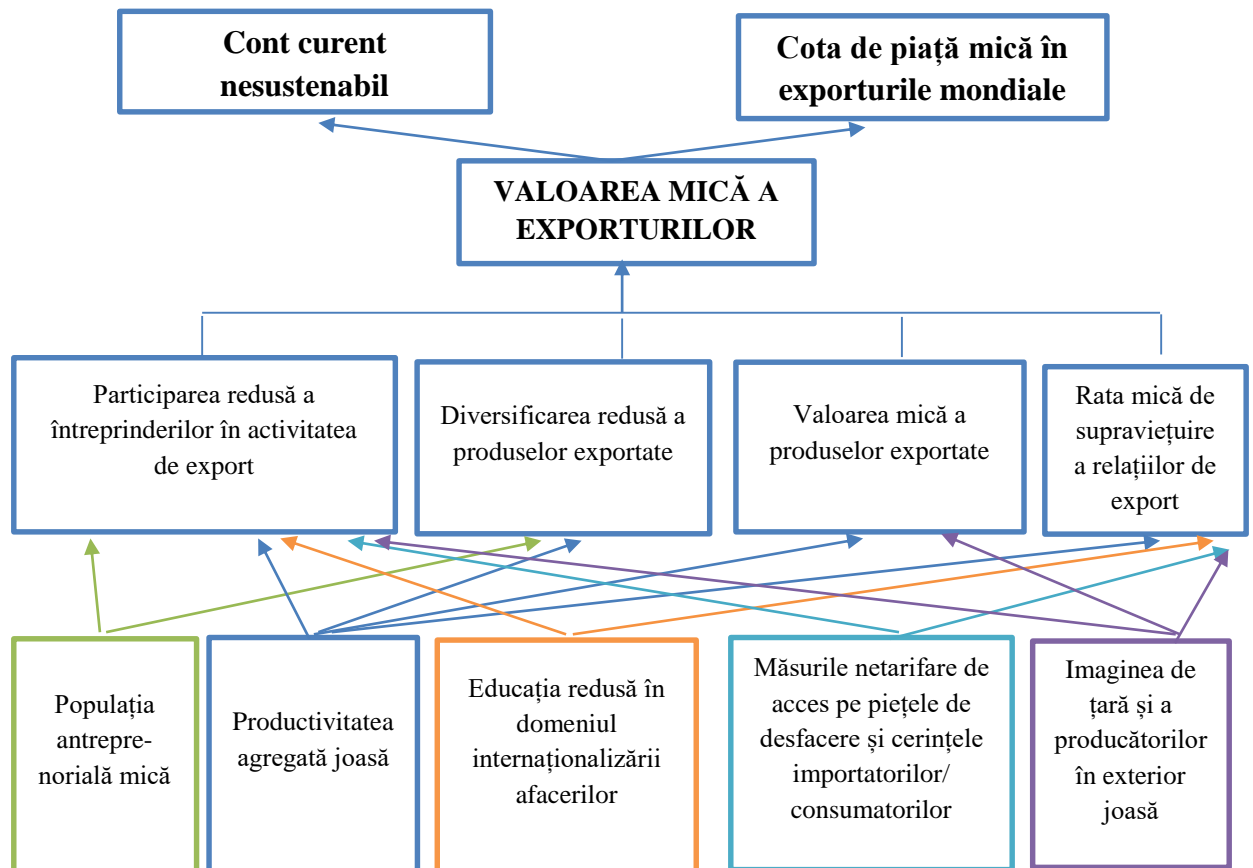 Cont curent
nesustenabil
Cota de piață mică în
exporturile mondiale
VALOAREA MICĂ A
EXPORTURILOR
Participarea redusă a
întreprinderilor în activitatea
de export
Diversificarea redusă a
produselor exportate
Valoarea mică a
produselor exportate
Rata mică de
supraviețuire
a relațiilor de
export
Populația
antrepre-
norială mică
Productivitatea
agregată joasă
Educația redusă în
domeniul
internaționalizării
afacerilor
Măsurile netarifare de
acces pe piețele de
desfacere și cerințele
importatorilor/
consumatorilor
Imaginea de
țară și a
producătorilor
în exterior
joasă